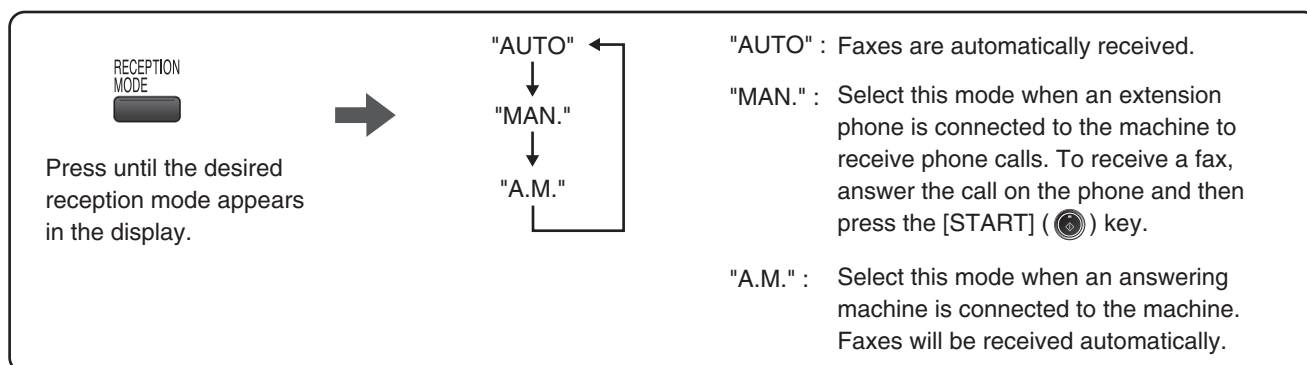 RECEPTION
MODE
Press until the desired
reception mode appears
in the display.
"AUTO"
"MAN."
"A.M."
"AUTO" : Faxes are automatically received.
"MAN." : Select this mode when an extension
phone is connected to the machine to
receive phone calls. To receive a fax,
answer the call on the phone and then
press the [START] ( ) key.
"A.M." : Select this mode when an answering
machine is connected to the machine.
Faxes will be received automatically.